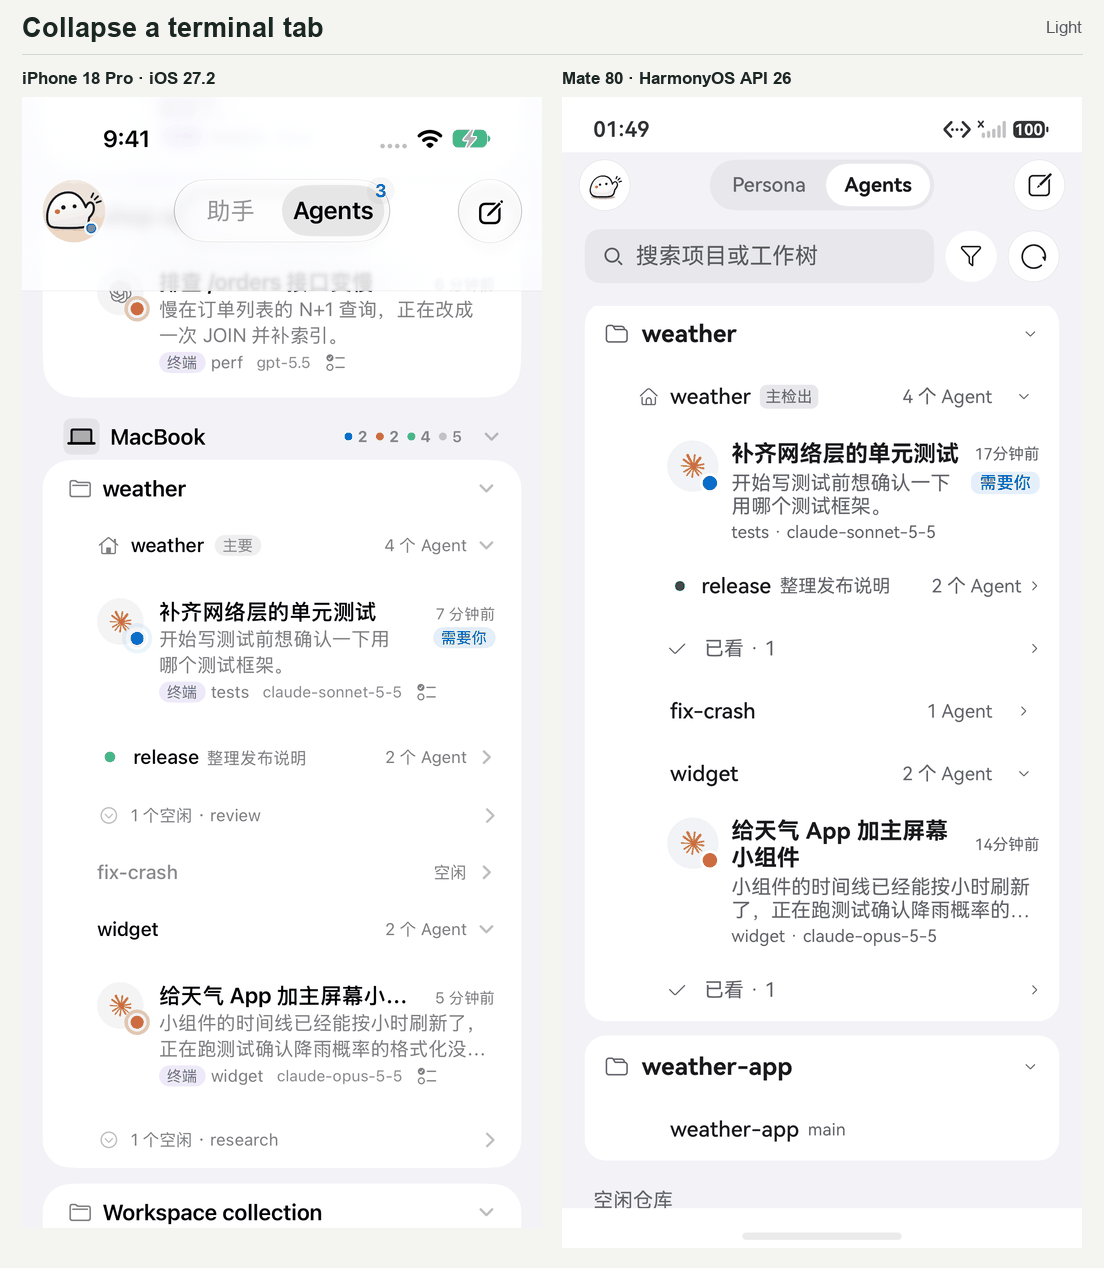 Collapse a terminal tab
Light
iPhone 18 Pro · iOS 27.2
9:41
助手
Agents
3
排查 /orders 接口变慢
6 分钟前
慢在订单列表的 N+1 查询，正在改成
一次 JOIN 并补索引。
终端 perf gpt-5.5
MacBook
2 2 4 5
weather
weather 主要 4 个 Agent
补齐网络层的单元测试 7 分钟前
开始写测试前想确认一下用 需要你
哪个测试框架。
终端 tests claude-sonnet-5-5
release 整理发布说明 2 个 Agent
1 个空闲 · review
fix-crash 空闲
widget 2 个 Agent
给天气 App 加主屏幕小… 5 分钟前
小组件的时间线已经能按小时刷新了，
正在跑测试确认降雨概率的格式化没…
终端 widget claude-opus-5-5
1 个空闲 · research
Workspace collection
Mate 80 · HarmonyOS API 26
01:49
100
Persona
Agents
搜索项目或工作树
weather
weather 主检出 4 个 Agent
补齐网络层的单元测试 17分钟前
开始写测试前想确认一下 需要你
用哪个测试框架。
tests · claude-sonnet-5-5
release 整理发布说明 2 个 Agent
已看 · 1
fix-crash 1 Agent
widget 2 个 Agent
给天气 App 加主屏幕
小组件
14分钟前
小组件的时间线已经能按小时刷新
了，正在跑测试确认降雨概率的…
widget · claude-opus-5-5
已看 · 1
weather-app
weather-app main
空闲仓库